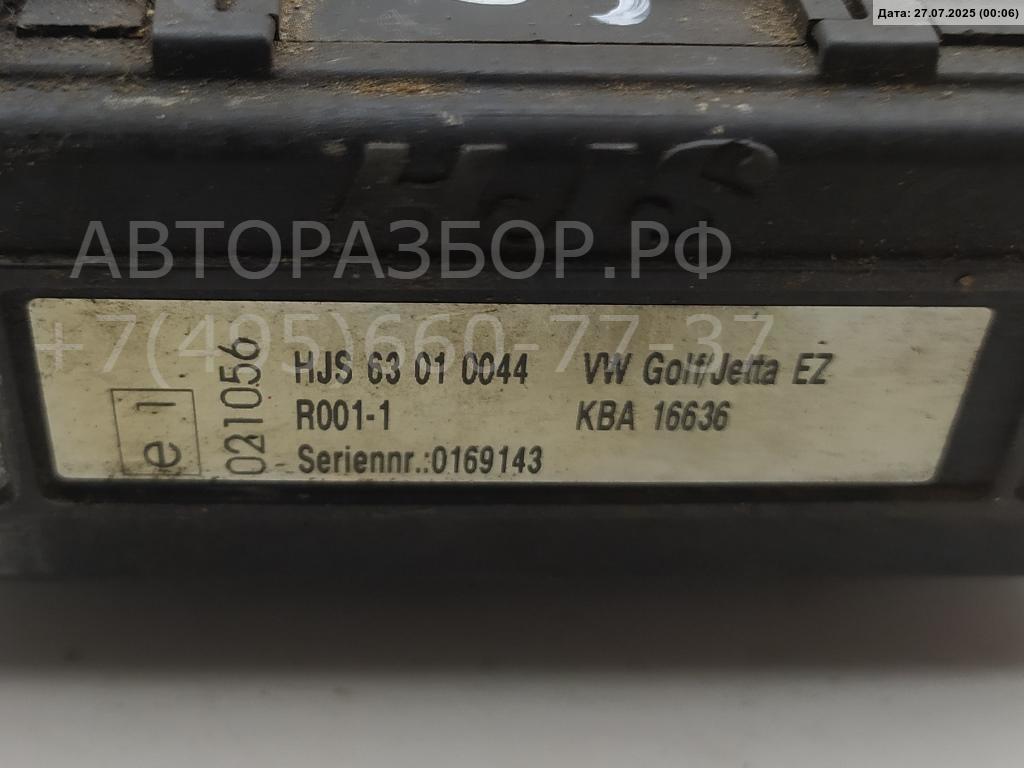 Дата: 27.07.2025 (00:06)
HJS
АВТОРАЗБОР.РФ
+7(495)660-77-37
e 1
021056
HJS 63 01 0044 VW Golf/Jetta EZ
R001-1 KBA 16636
Seriennr.:0169143